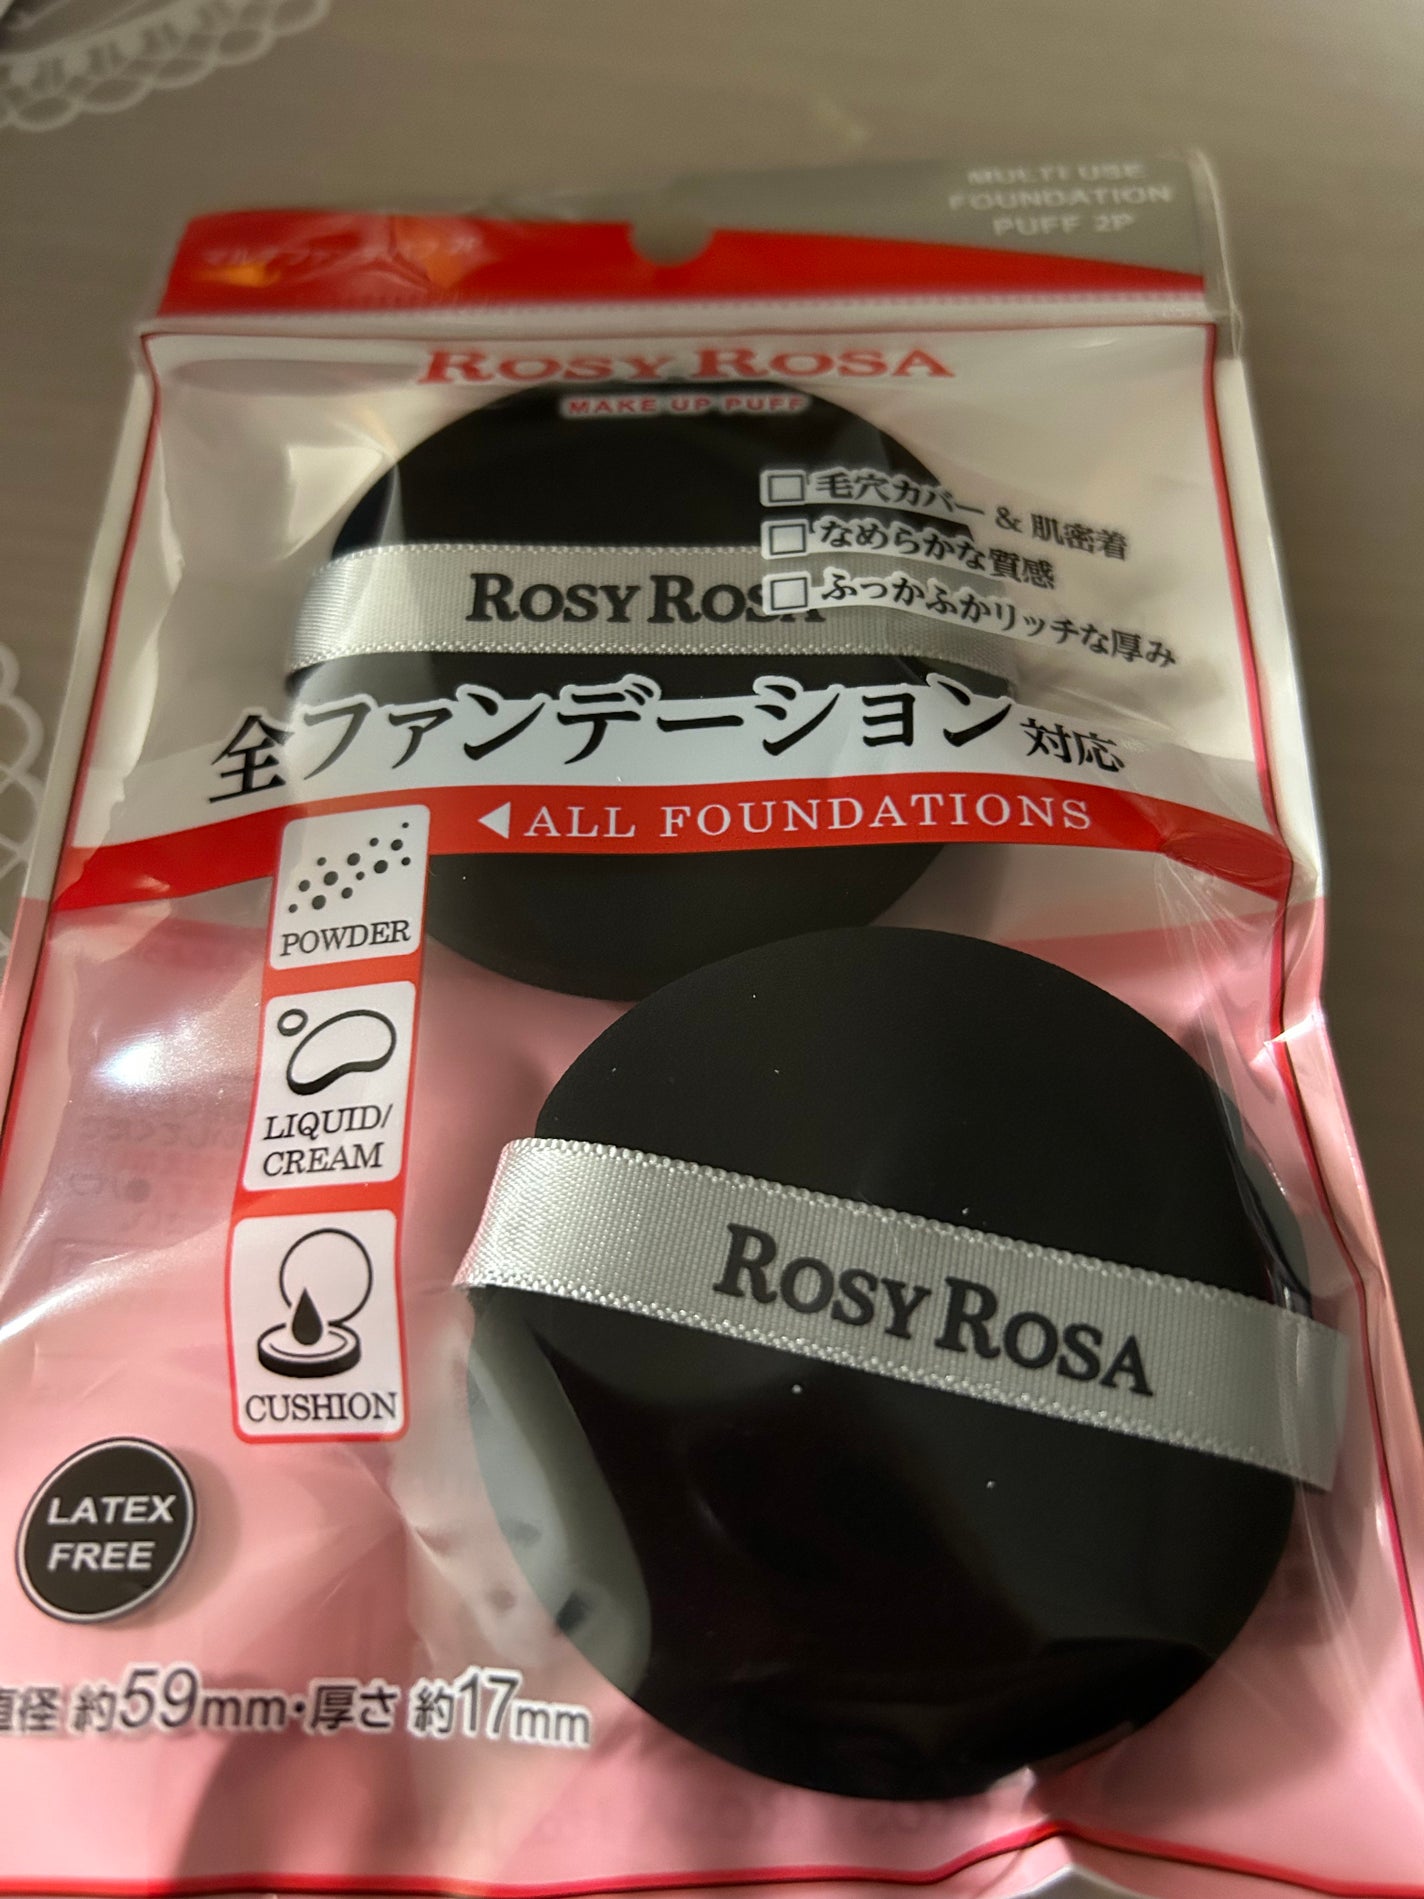 MULTI USE
FOUNDATION
PUFF 2P
ROSY ROSA
MAKE UP PUFF
毛穴カバー & 肌密着
なめらかな質感
ふっかふかリッチな厚み
ROSY ROSA
全ファンデーション対応
◀ALL FOUNDATIONS
POWDER
LIQUID/
CREAM
CUSHION
ROSY ROSA
LATEX
FREE
直径 約59mm・厚さ 約17mm